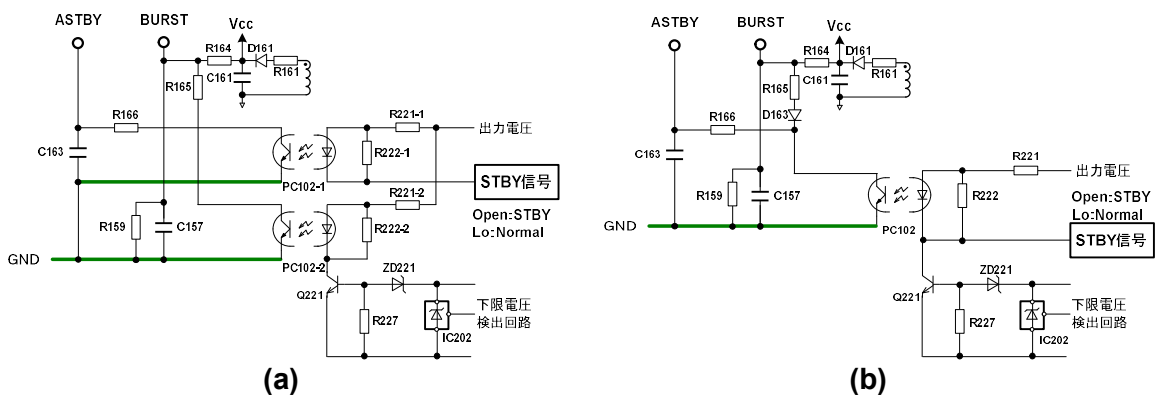 ASTBY
BURST
Vcc
R164
D161
R161
C161
R165
R166
C163
R221-1
出力電圧
R222-1
PC102-1
STBY信号
R221-2
Open:STBY
Lo:Normal
R222-2
R159
C157
GND
PC102-2
ZD221
Q221
R227
下限電圧
検出回路
IC202
(a)
ASTBY
BURST
Vcc
R164
D161
R161
C161
R165
D163
R166
C163
R221
出力電圧
R159
C157
R222
Open:STBY
Lo:Normal
GND
PC102
STBY信号
ZD221
Q221
R227
下限電圧
検出回路
IC202
(b)